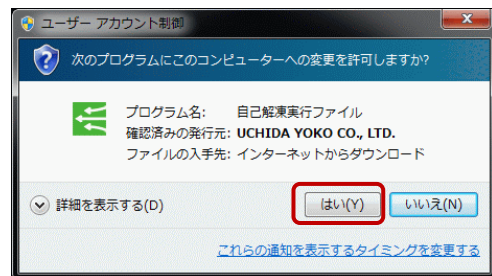 ユーザー アカウント制御
次のプログラムにこのコンピューターへの変更を許可しますか?
プログラム名: 自己解凍実行ファイル
確認済みの発行元: UCHIDA YOKO CO., LTD.
ファイルの入手先: インターネットからダウンロード
詳細を表示する(D) はい(Y) いいえ(N)
これらの通知を表示するタイミングを変更する